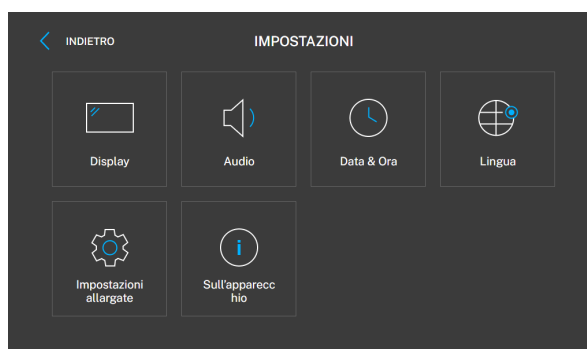 INDIETRO
IMPOSTAZIONI
Display
Audio
Data & Ora
Lingua
Impostazioni
allargate
Sull'apparecc
hio